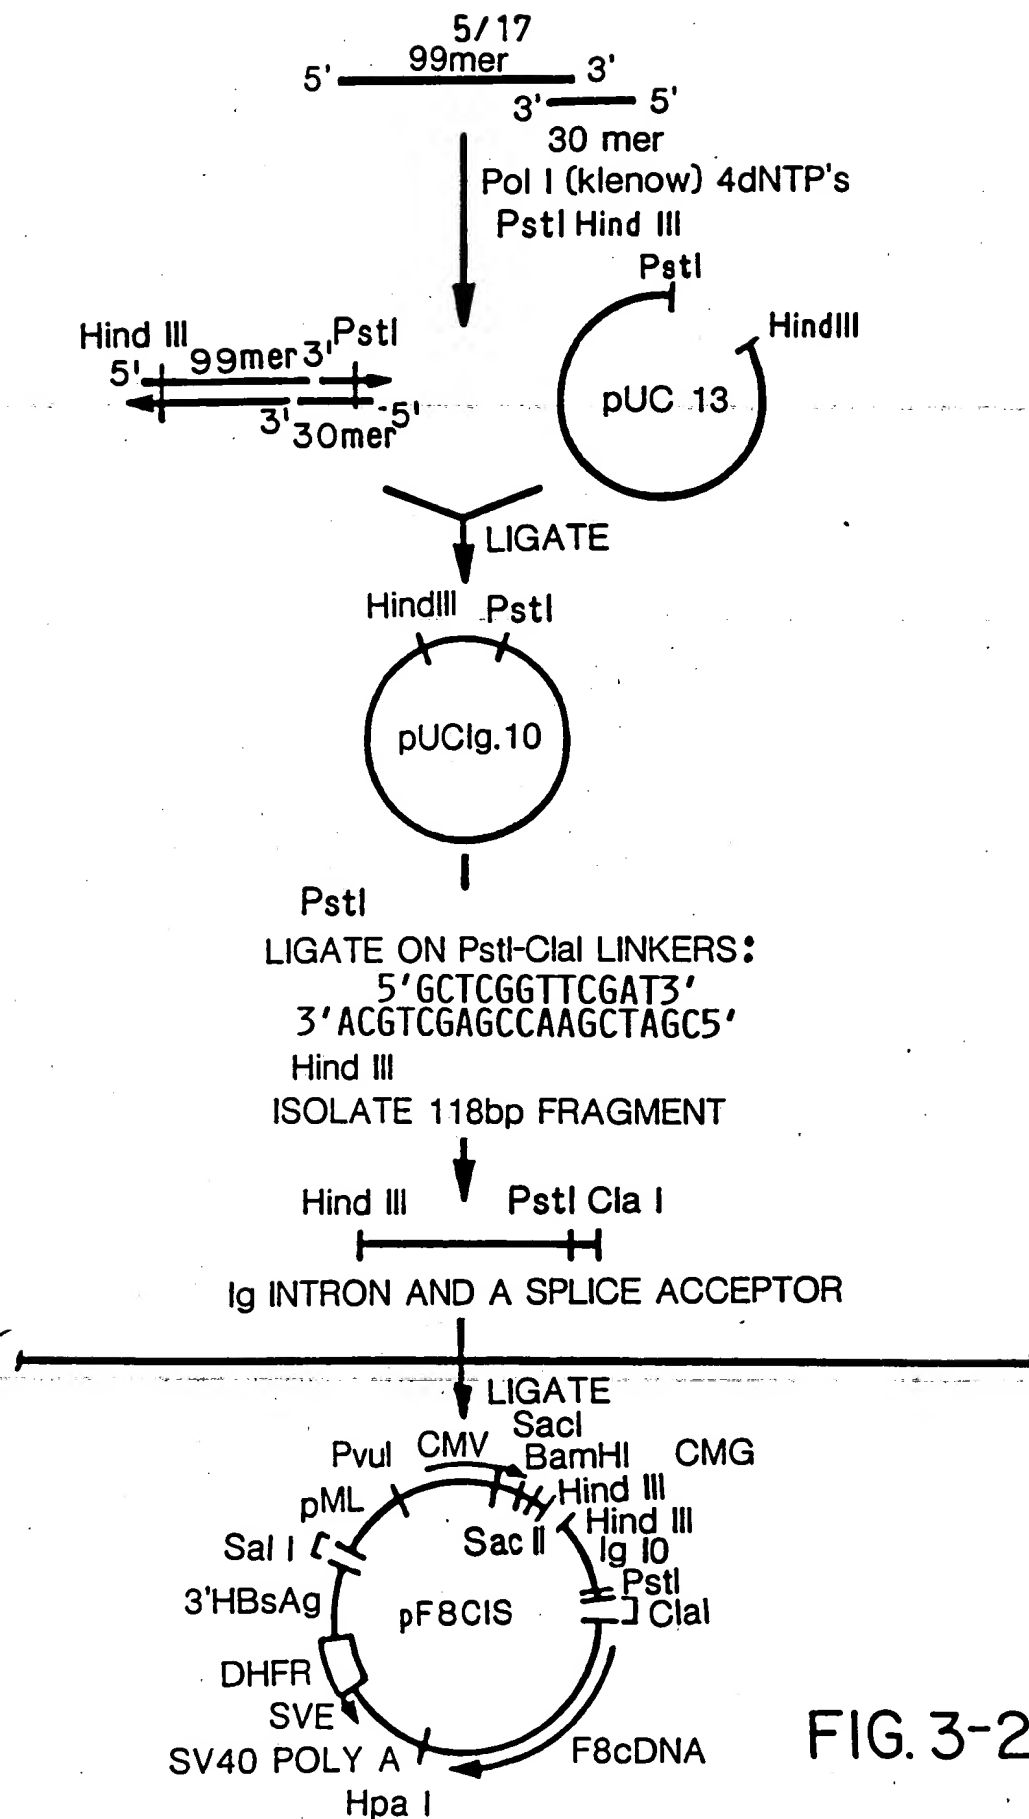 5/17
99mer
5' 3'
3' 5'
30 mer
Pol I (klenow) 4dNTP's
PstI Hind III
PstI
HindIII
pUC 13
Hind III PstI
5' 99mer 3'
3' 30mer -5'
LIGATE
HindIII PstI
pUCIg.10
PstI
LIGATE ON PstI-ClaI LINKERS:
5'GCTCGGTTCGAT3'
3'ACGTCGAGCCAAGCTAGC5'
Hind III
ISOLATE 118bp FRAGMENT
Hind III PstI Cla I
Ig INTRON AND A SPLICE ACCEPTOR
LIGATE
SacI
PvuI CMV BamHI CMG
pML Hind III
Sal I Sac II Hind III
Ig 10
3'HBsAg PstI
pF8CIS ClaI
DHFR
SVE
SV40 POLY A F8cDNA
Hpa I
FIG. 3-2